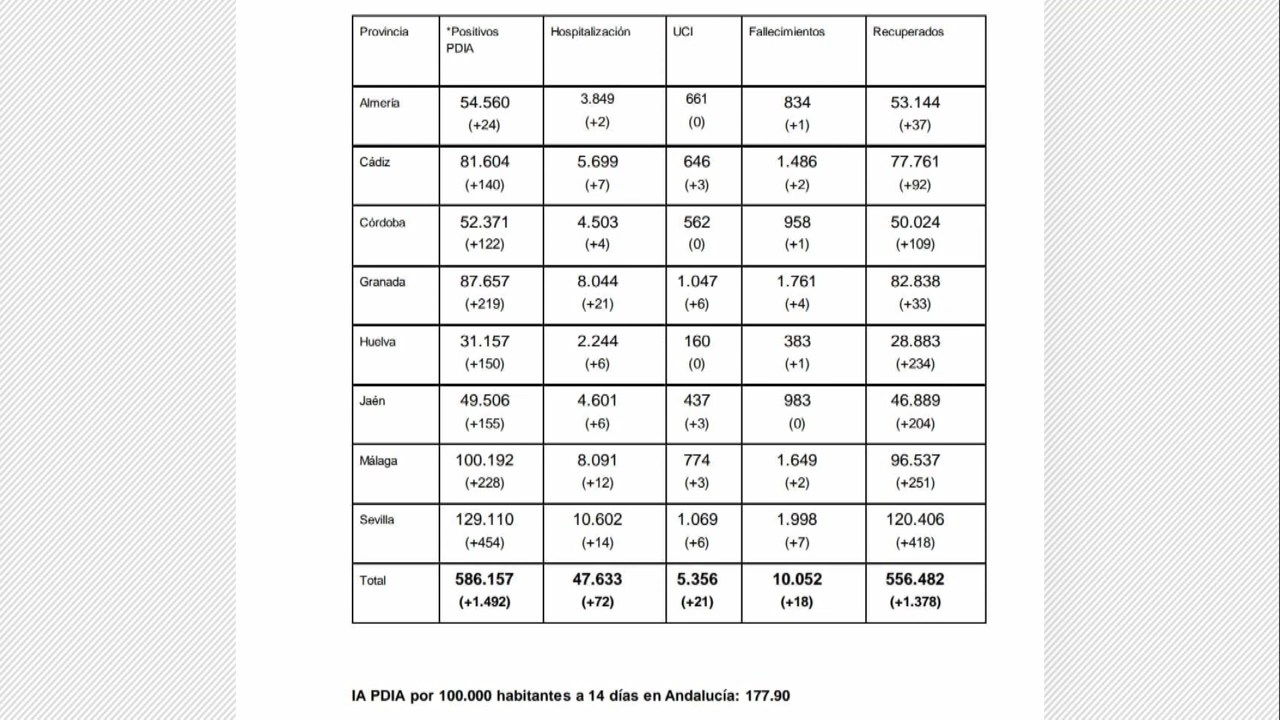 Provincia *Positivos PDIA Hospitalización UCI Fallecimientos Recuperados
Almería 54.560 3.849 661 834 53.144
(+24) (+2) (0) (+1) (+37)
Cádiz 81.604 5.699 646 1.486 77.761
(+140) (+7) (+3) (+2) (+92)
Córdoba 52.371 4.503 562 958 50.024
(+122) (+4) (0) (+1) (+109)
Granada 87.657 8.044 1.047 1.761 82.838
(+219) (+21) (+6) (+4) (+33)
Huelva 31.157 2.244 160 383 28.883
(+150) (+6) (0) (+1) (+234)
Jaén 49.506 4.601 437 983 46.889
(+155) (+6) (+3) (0) (+204)
Málaga 100.192 8.091 774 1.649 96.537
(+228) (+12) (+3) (+2) (+251)
Sevilla 129.110 10.602 1.069 1.998 120.406
(+454) (+14) (+6) (+7) (+418)
Total 586.157 47.633 5.356 10.052 556.482
(+1.492) (+72) (+21) (+18) (+1.378)
IA PDIA por 100.000 habitantes a 14 días en Andalucía: 177.90